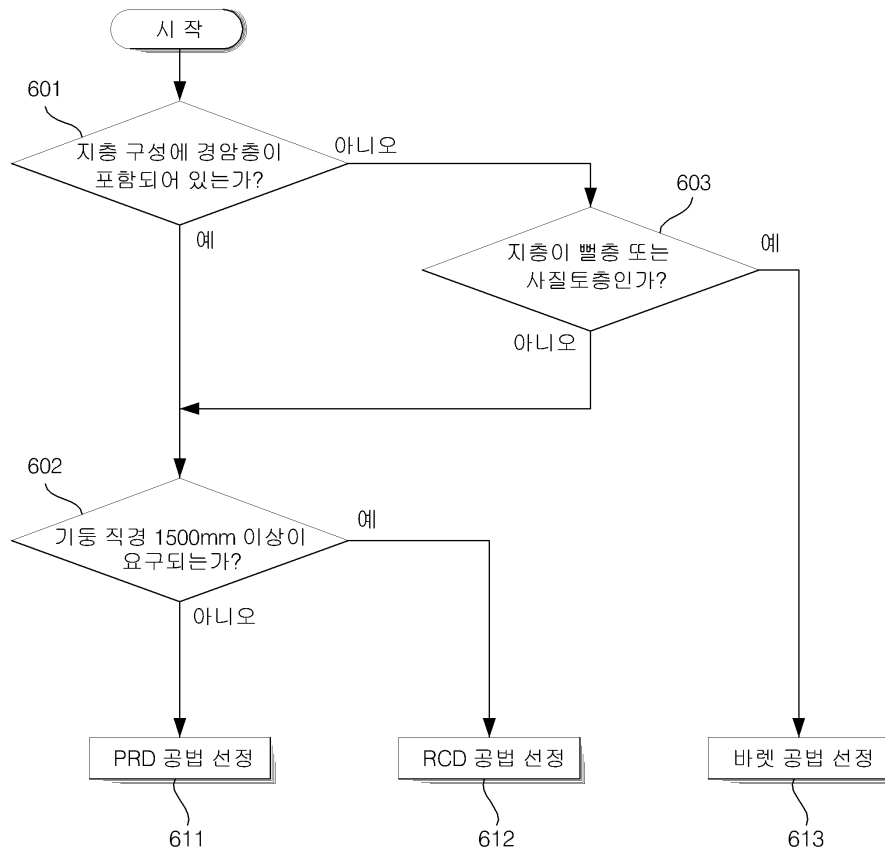 시 작
601
지층 구성에 경암층이
포함되어 있는가?
아니오
예
603
지층이 뻘층 또는
사질토층인가?
예
아니오
602
기둥 직경 1500mm 이상이
요구되는가?
예
아니오
PRD 공법 선정
RCD 공법 선정
바렛 공법 선정
611
612
613